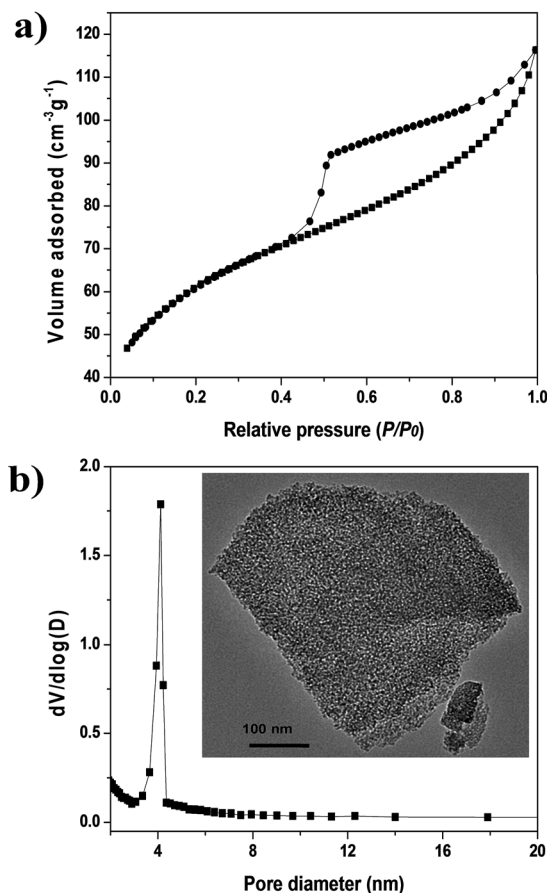 a)
120
110
100
90
80
70
60
50
40
Volume adsorbed (cm⁻³g⁻¹)
0.0 0.2 0.4 0.6 0.8 1.0
Relative pressure (P/P₀)
b)
2.0
1.5
1.0
0.5
0.0
dV/dlog(D)
100 nm
4 8 12 16 20
Pore diameter (nm)